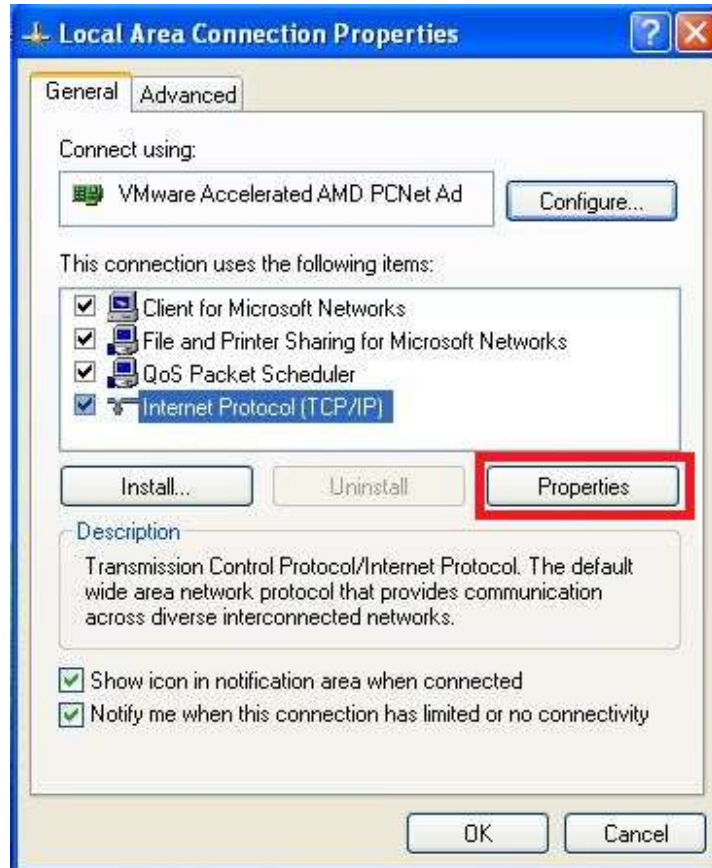 Local Area Connection Properties
General Advanced
Connect using:
VMware Accelerated AMD PCNet Ad Configure...
This connection uses the following items:
Client for Microsoft Networks
File and Printer Sharing for Microsoft Networks
QoS Packet Scheduler
Internet Protocol (TCP/IP)
Install... Uninstall Properties
Description
Transmission Control Protocol/Internet Protocol. The default
wide area network protocol that provides communication
across diverse interconnected networks.
Show icon in notification area when connected
Notify me when this connection has limited or no connectivity
OK Cancel